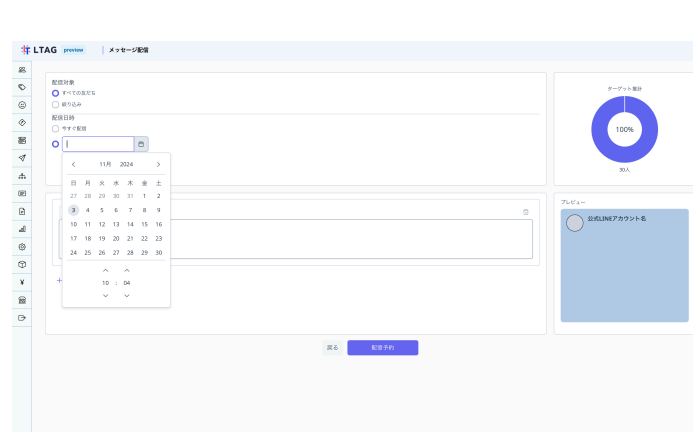 LTAG preview メッセージ配信
配信対象
すべての友だち
絞り込み
配信日時
今すぐ配信
11月 2024
日 月 火 水 木 金 土
27 28 29 30 31 1 2
3 4 5 6 7 8 9
10 11 12 13 14 15 16
17 18 19 20 21 22 23
24 25 26 27 28 29 30
10 : 04
+
戻る 配信予約
ターゲット集計
100%
30人
プレビュー
公式LINEアカウント名